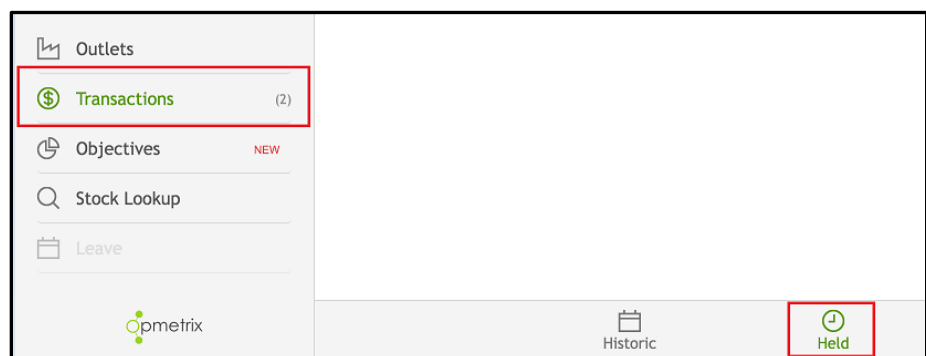 Outlets
Transactions (2)
Objectives NEW
Stock Lookup
Leave
opmetrix
Historic
Held